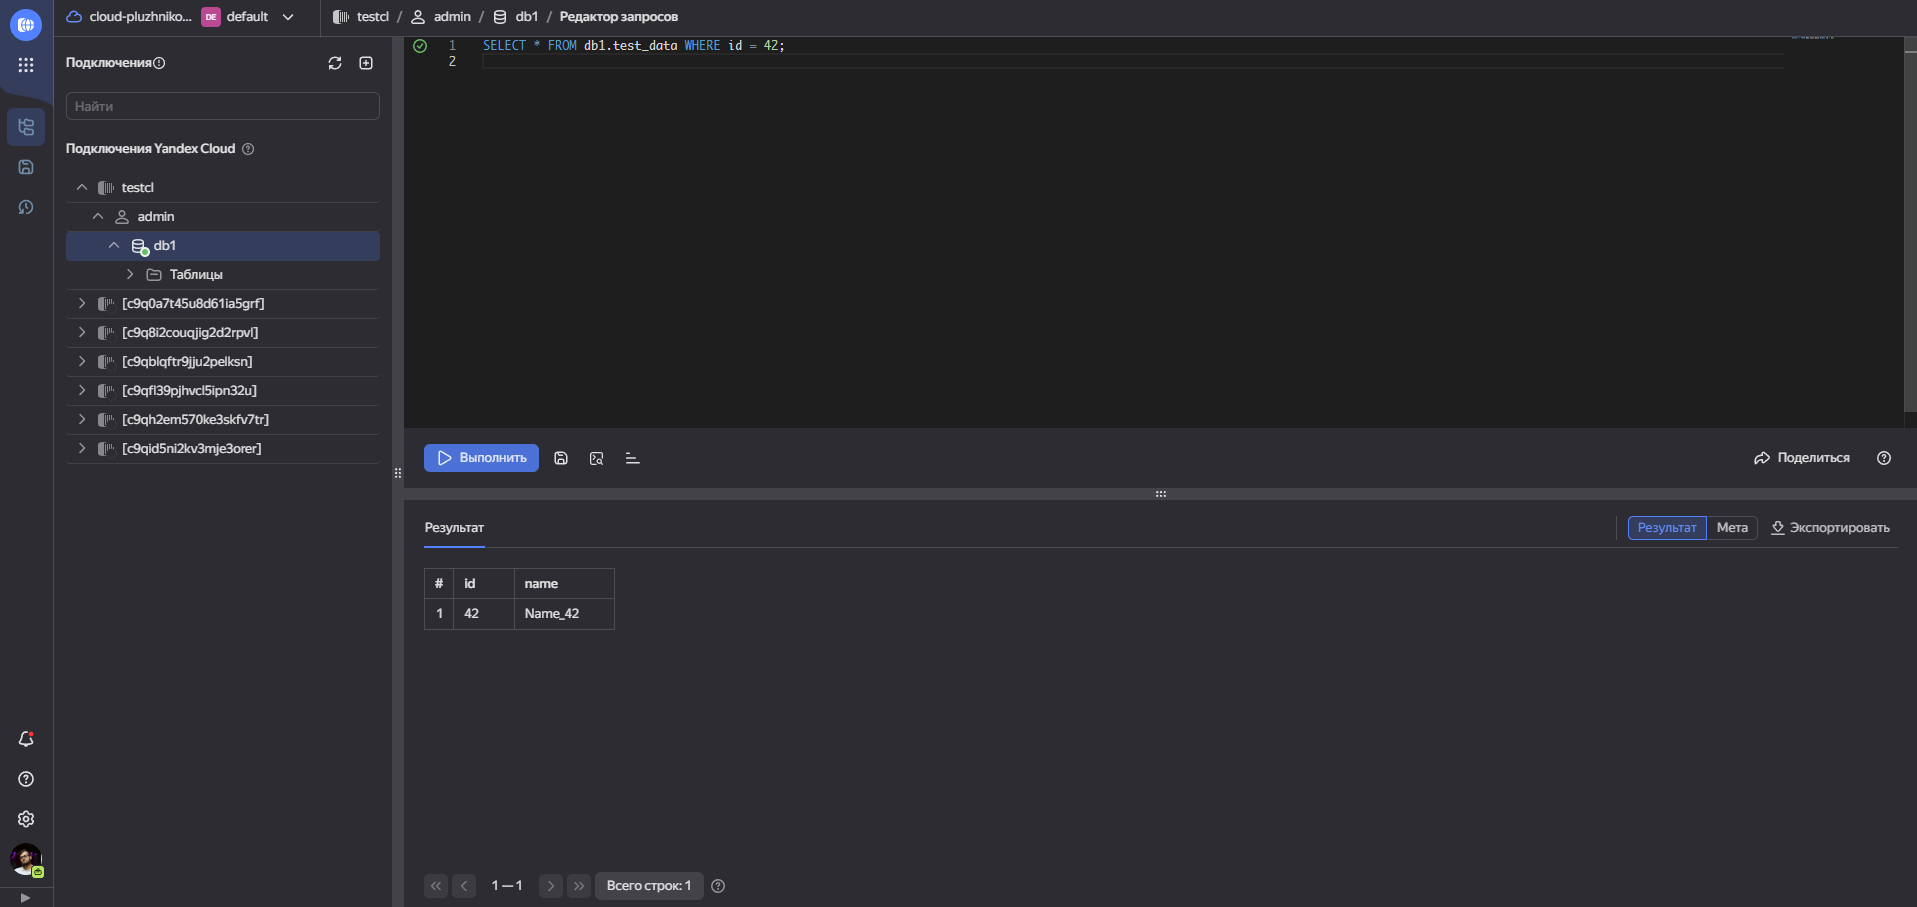 cloud-pluzhniko... DE default
testcl / admin / db1 / Редактор запросов
Подключения
Найти
Подключения Yandex Cloud
testcl
admin
db1
Таблицы
[c9q0a7t45u8d61ia5grf]
[c9q8i2couqjig2d2rpvl]
[c9qblqftr9jju2pelksn]
[c9qfl39pjhvcl5ipn32u]
[c9qh2em570ke3skfv7tr]
[c9qid5ni2kv3mje3orer]
1 SELECT * FROM db1.test_data WHERE id = 42;
2
Выполнить
Поделиться
Результат
Результат Мета Экспортировать
# id name
1 42 Name_42
1 — 1 Всего строк: 1